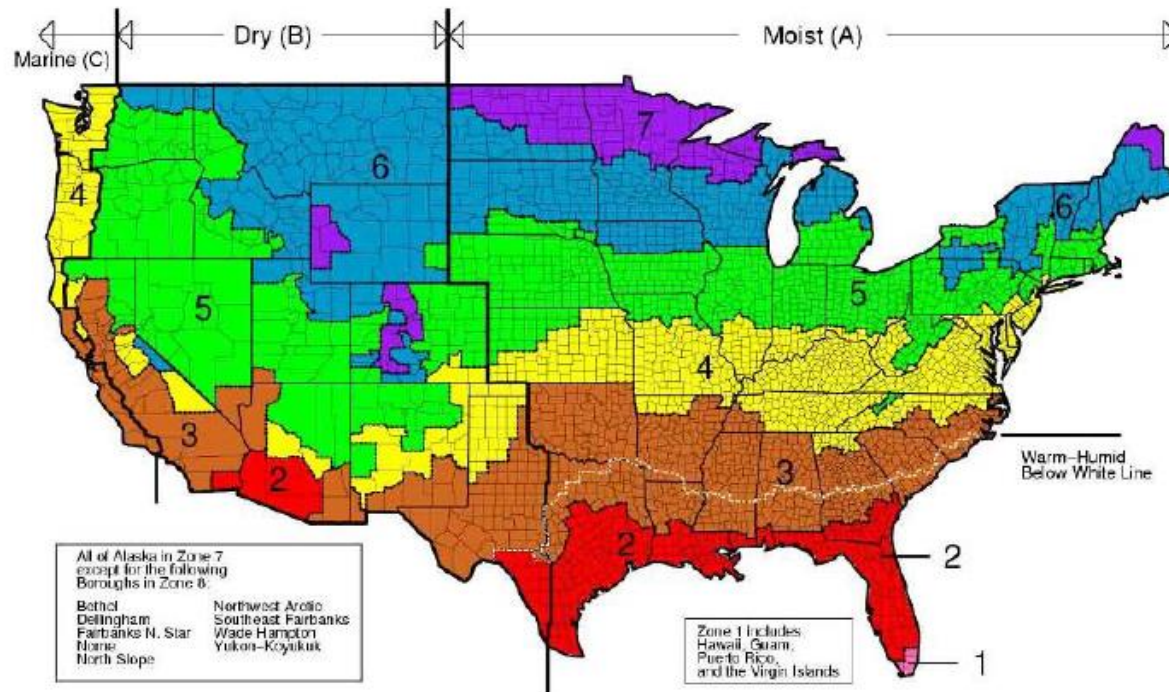 Marine (C)
Dry (B)
Moist (A)
7
6
4
6
5
5
4
3
3
Warm-Humid
Below White Line
2
2
2
All of Alaska in Zone 7
except for the following
Boroughs in Zone 8:
Bethel Northwest Arctic
Dellingham Southeast Fairbanks
Fairbanks N. Star Wade Hampton
Nome Yukon-Koyukuk
North Slope
Zone 1 includes
Hawaii, Guam,
Puerto Rico,
and the Virgin Islands
1